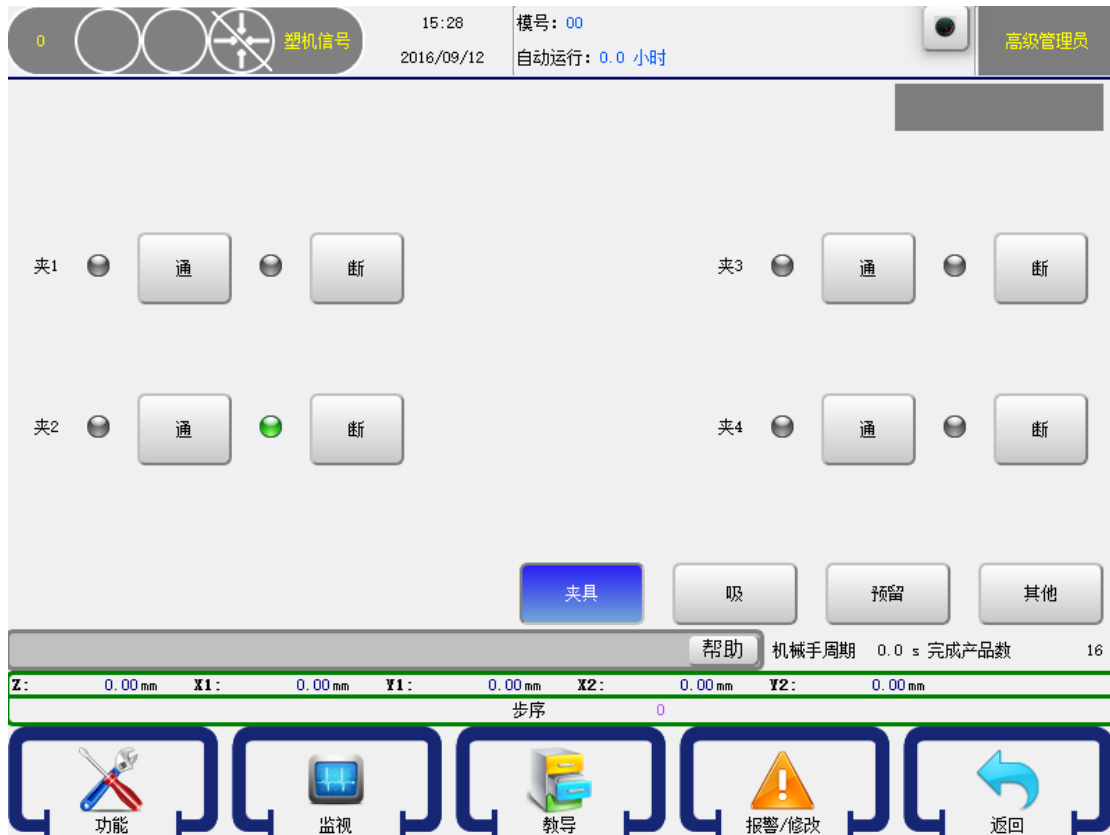 0 塑机信号 15:28 模号: 00 高级管理员
2016/09/12 自动运行: 0.0 小时
夹1 通 断 夹3 通 断
夹2 通 断 夹4 通 断
夹具 吸 预留 其他
帮助 机械手周期 0.0 s 完成产品数 16
Z: 0.00mm X1: 0.00mm Y1: 0.00mm X2: 0.00mm Y2: 0.00mm
步序 0
功能 监视 教导 报警/修改 返回